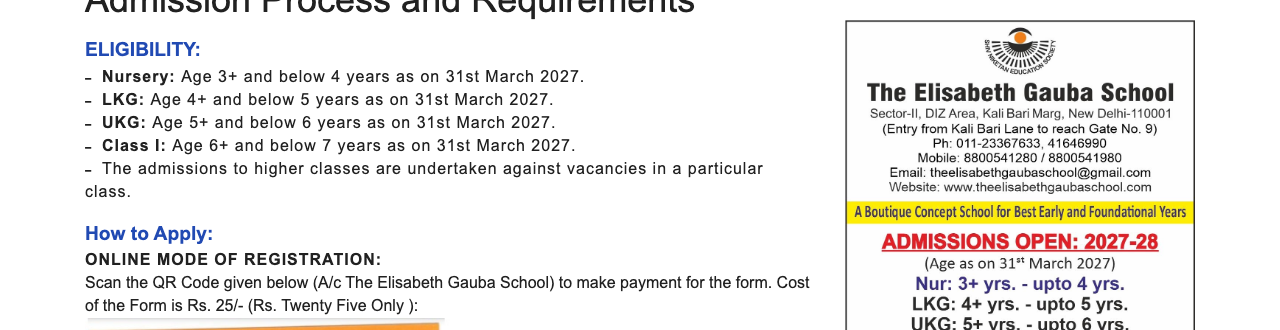 Admission Process and Requirements
ELIGIBILITY:
– Nursery: Age 3+ and below 4 years as on 31st March 2027.
– LKG: Age 4+ and below 5 years as on 31st March 2027.
– UKG: Age 5+ and below 6 years as on 31st March 2027.
– Class I: Age 6+ and below 7 years as on 31st March 2027.
– The admissions to higher classes are undertaken against vacancies in a particular
class.
How to Apply:
ONLINE MODE OF REGISTRATION:
Scan the QR Code given below (A/c The Elisabeth Gauba School) to make payment for the form. Cost
of the Form is Rs. 25/- (Rs. Twenty Five Only ):
SHIV NIKETAN EDUCATION SOCIETY
The Elisabeth Gauba School
Sector-II, DIZ Area, Kali Bari Marg, New Delhi-110001
(Entry from Kali Bari Lane to reach Gate No. 9)
Ph: 011-23367633, 41646990
Mobile: 8800541280 / 8800541980
Email: theelisabethgaubaschool@gmail.com
Website: www.theelisabethgaubaschool.com
A Boutique Concept School for Best Early and Foundational Years
ADMISSIONS OPEN: 2027-28
(Age as on 31st March 2027)
Nur: 3+ yrs. - upto 4 yrs.
LKG: 4+ yrs. - upto 5 yrs.
UKG: 5+ yrs. - upto 6 yrs.